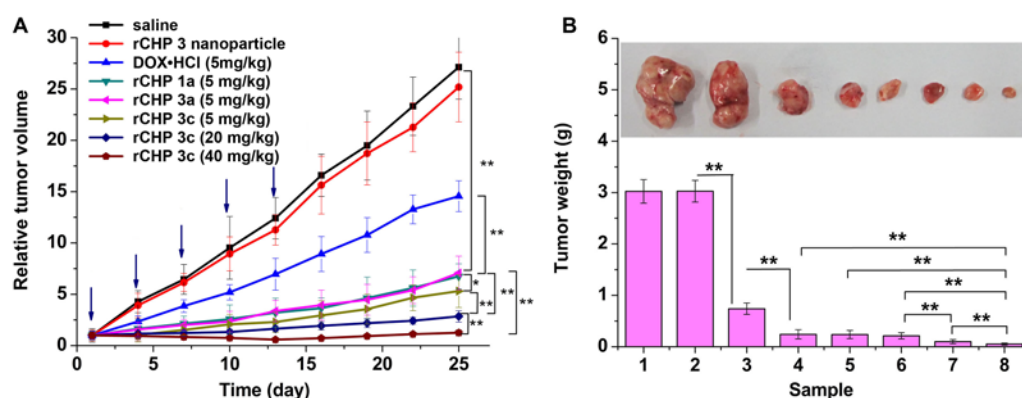 A
saline
rCHP 3 nanoparticle
DOX•HCl (5mg/kg)
rCHP 1a (5 mg/kg)
rCHP 3a (5 mg/kg)
rCHP 3c (5 mg/kg)
rCHP 3c (20 mg/kg)
rCHP 3c (40 mg/kg)
Relative tumor volume
30
25
20
15
10
5
0
**
**
*
**
**
**
**
0 5 10 15 20 25
Time (day)
B
Tumor weight (g)
6
5
4
3
2
1
0
**
**
**
**
**
**
**
1 2 3 4 5 6 7 8
Sample